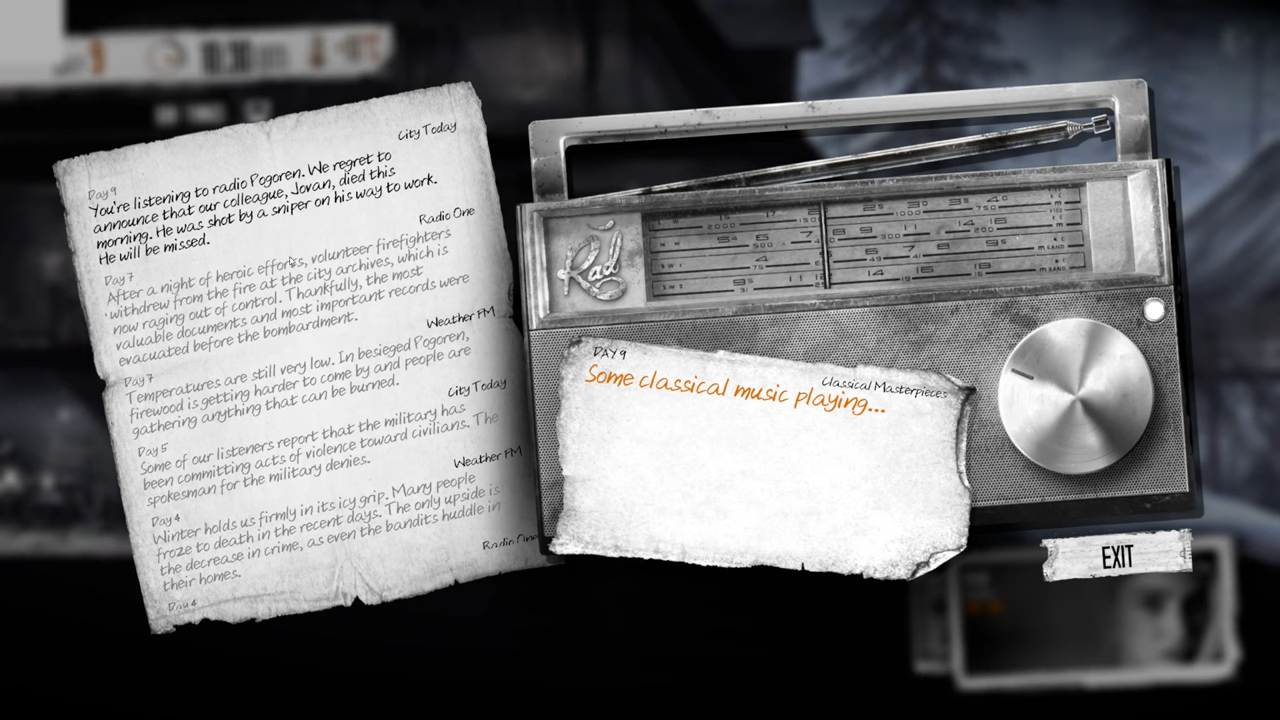 City Today
Day 9
You're listening to radio Pogoren. We regret to
announce that our colleague, Jovan, died this
morning. He was shot by a sniper on his way to work.
He will be missed.
Radio One
Day 7
After a night of heroic efforts, volunteer firefighters
withdrew from the fire at the city archives, which is
now raging out of control. Thankfully, the most
valuable documents and most important records were
evacuated before the bombardment.
Weather FM
Day 7
Temperatures are still very low. In besieged Pogoren,
firewood is getting harder to come by and people are
gathering anything that can be burned.
City Today
Day 5
Some of our listeners report that the military has
been committing acts of violence toward civilians. The
spokesman for the military denies.
Weather FM
Day 4
Winter holds us firmly in its icy grip. Many people
froze to death in the recent days. The only upside is
the decrease in crime, as even the bandits huddle in
their homes.
Radio One
Day 4
Rad
DAY 9
Classical Masterpieces
Some classical music playing...
EXIT